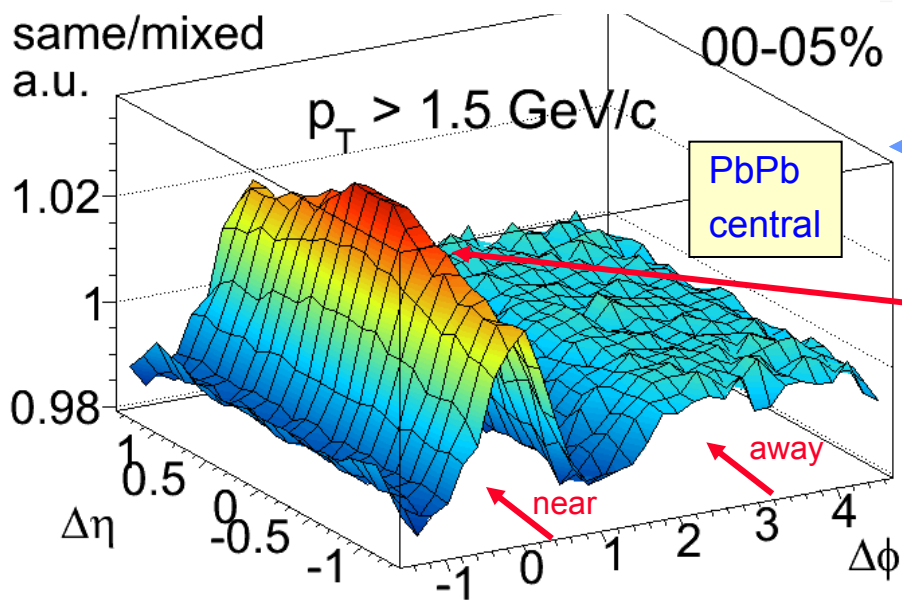 same/mixed
a.u.
00-05%
p_T > 1.5 GeV/c
PbPb
central
1.02
1
0.98
1
0.5
0
-0.5
-1
Δη
near
away
-1
0
1
2
3
4
Δϕ